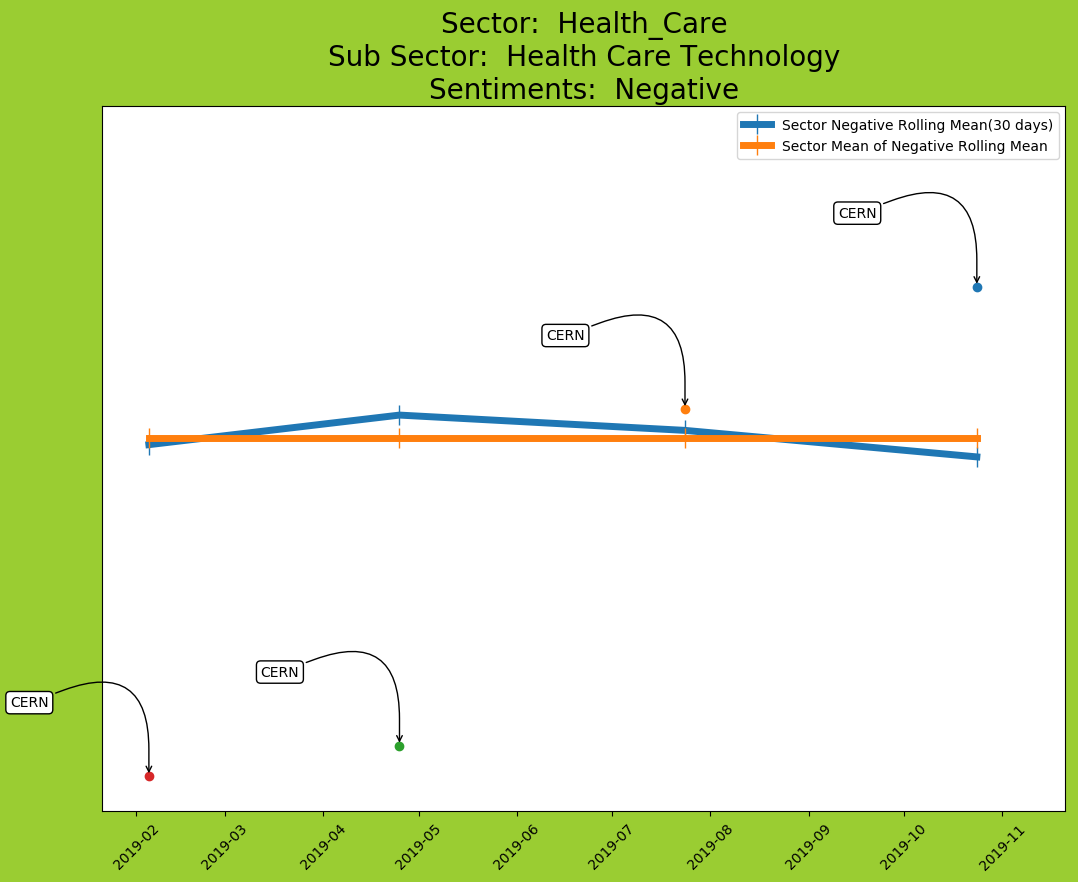 Sector:  Health_Care
Sub Sector:  Health Care Technology
Sentiments:  Negative
Sector Negative Rolling Mean(30 days)
Sector Mean of Negative Rolling Mean
CERN
CERN
CERN
CERN
2019-02
2019-03
2019-04
2019-05
2019-06
2019-07
2019-08
2019-09
2019-10
2019-11